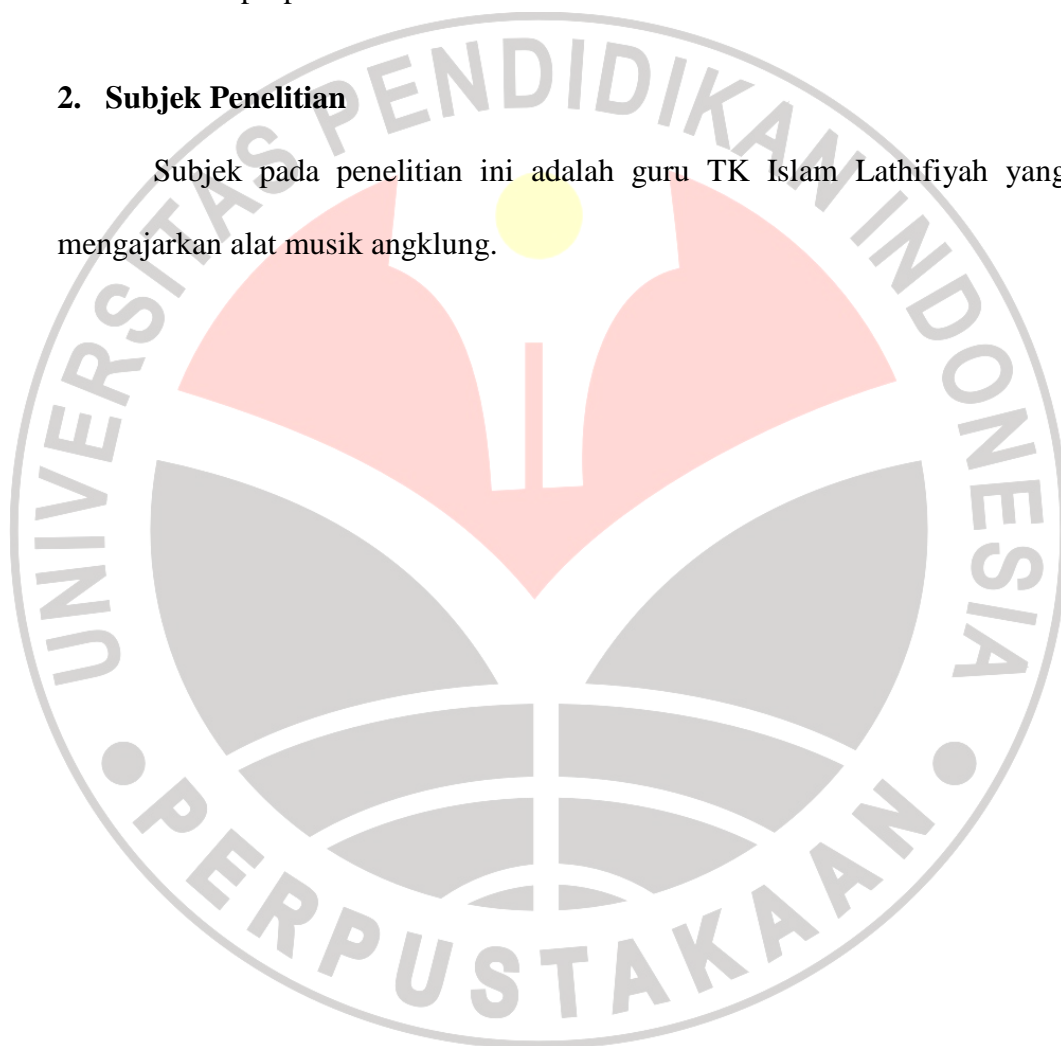 2. Subjek Penelitian
Subjek pada penelitian ini adalah guru TK Islam Lathifiyah yang
mengajarkan alat musik angklung.
UNIVERSITAS PENDIDIKAN INDONESIA
PERPUSTAKAAN